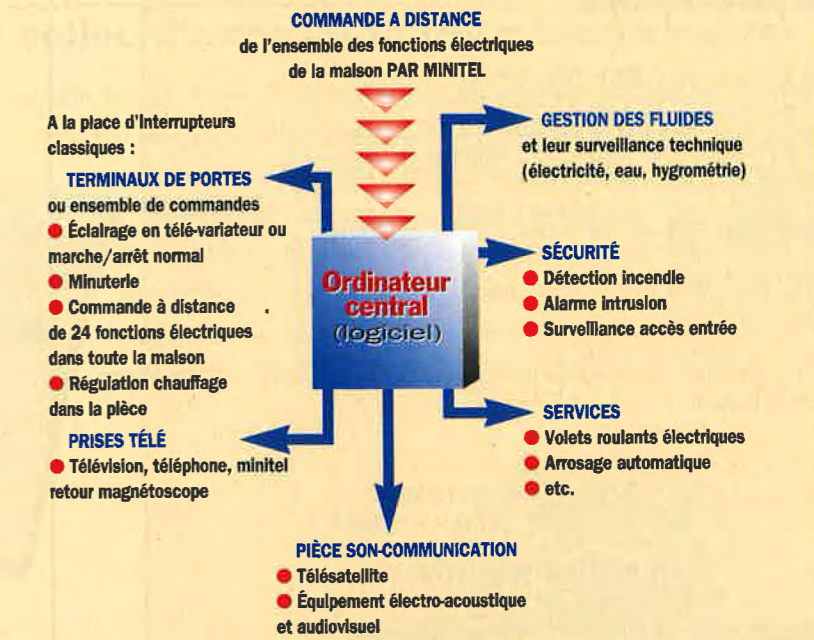 COMMANDE A DISTANCE
de l'ensemble des fonctions électriques
de la maison PAR MINITEL
A la place d'interrupteurs
classiques :
TERMINAUX DE PORTES
ou ensemble de commandes
Éclairage en télé-variateur ou
marche/arrêt normal
Minuterie
Commande à distance
de 24 fonctions électriques
dans toute la maison
Régulation chauffage
dans la pièce
PRISES TÉLÉ
Télévision, téléphone, minitel
retour magnétoscope
Ordinateur
central
(logiciel)
GESTION DES FLUIDES
et leur surveillance technique
(électricité, eau, hygrométrie)
SÉCURITÉ
Détection incendie
Alarme intrusion
Surveillance accès entrée
SERVICES
Volets roulants électriques
Arrosage automatique
etc.
PIÈCE SON-COMMUNICATION
Télésatellite
Équipement électro-acoustique
et audiovisuel